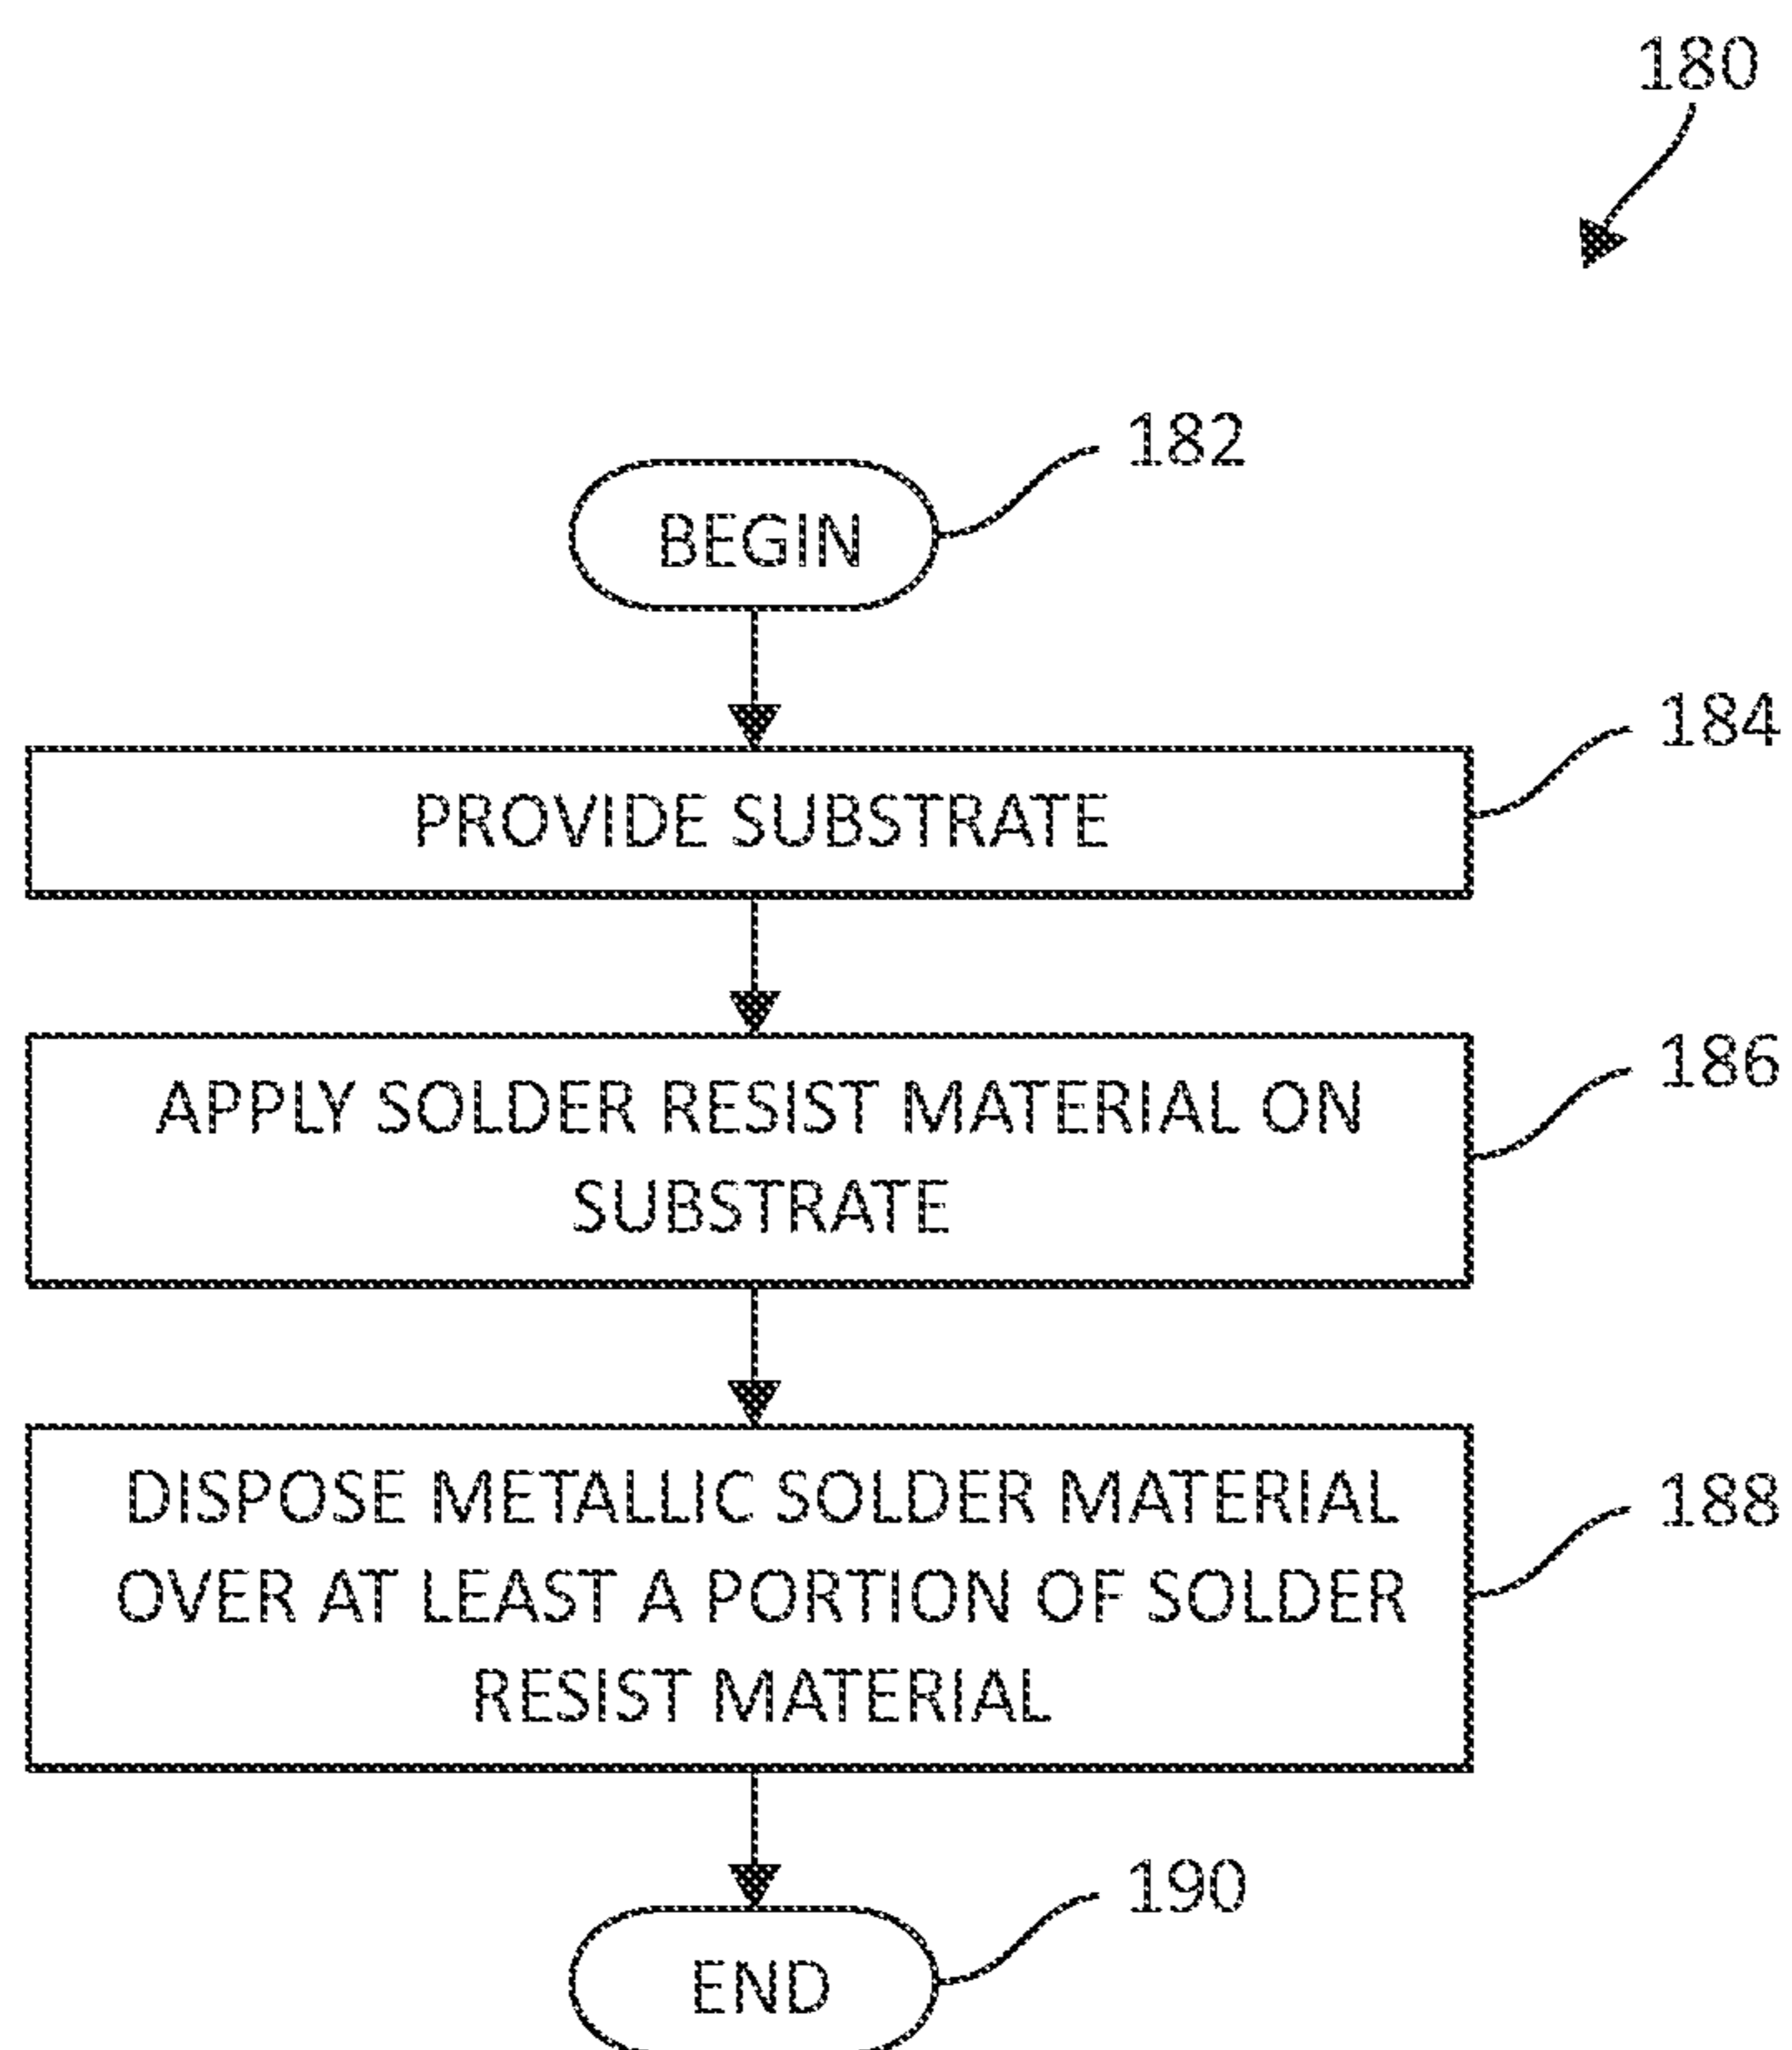 180
182
BEGIN
184
PROVIDE SUBSTRATE
186
APPLY SOLDER RESIST MATERIAL ON
SUBSTRATE
188
DISPOSE METALLIC SOLDER MATERIAL
OVER AT LEAST A PORTION OF SOLDER
RESIST MATERIAL
190
END